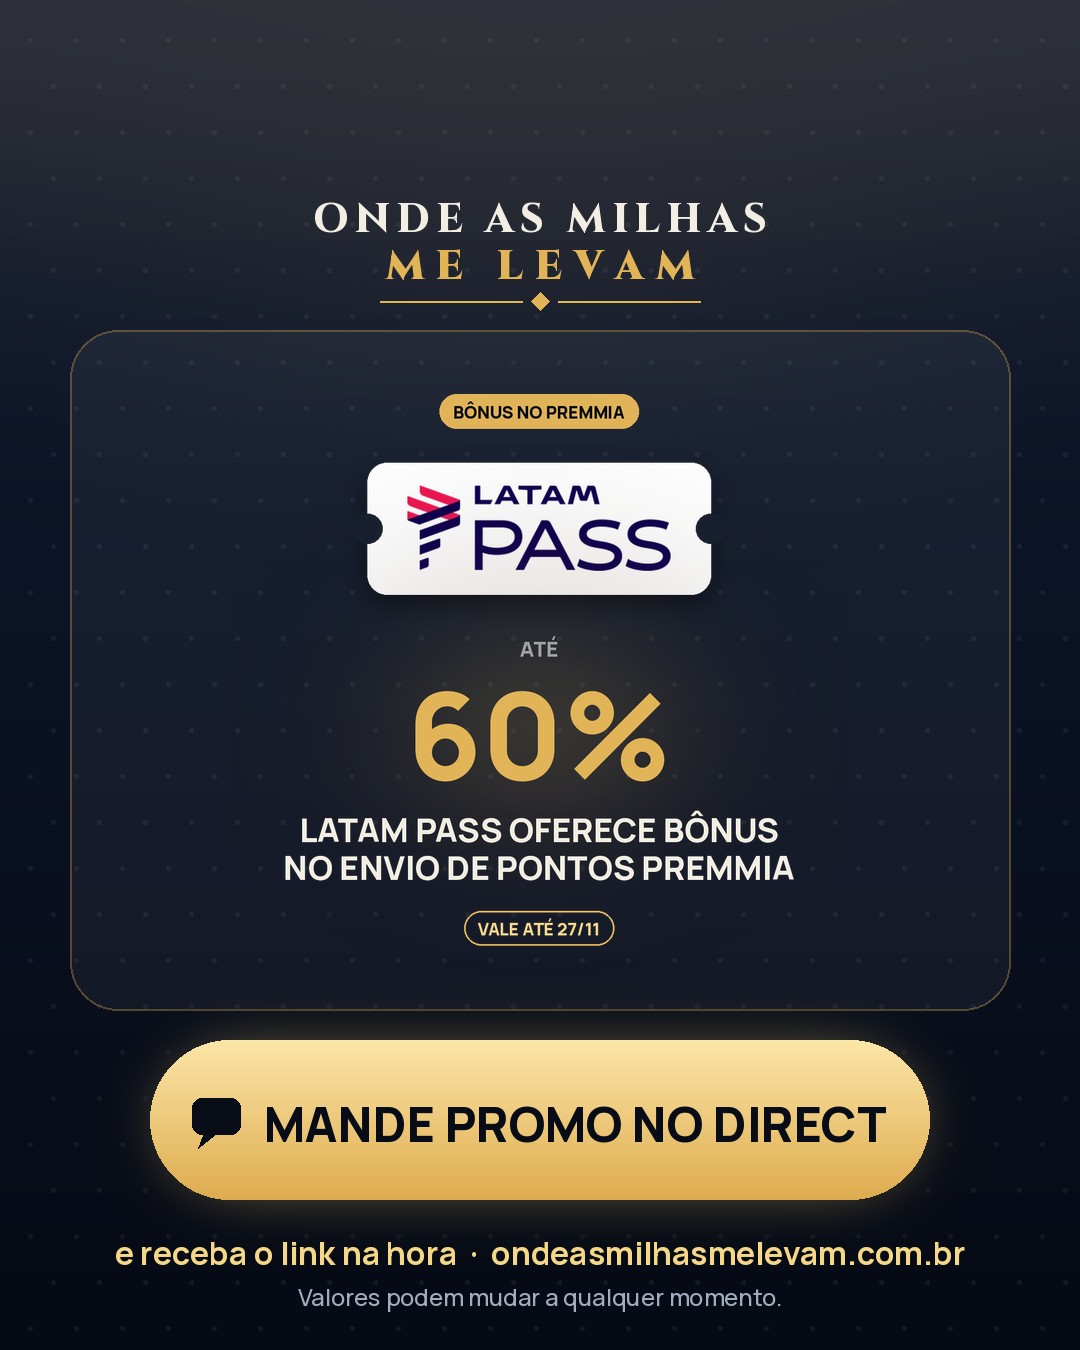 ONDE AS MILHAS
ME LEVAM
BÔNUS NO PREMMIA
LATAM
PASS
ATÉ
60%
LATAM PASS OFERECE BÔNUS
NO ENVIO DE PONTOS PREMMIA
VALE ATÉ 27/11
MANDE PROMO NO DIRECT
e receba o link na hora · ondeasmilhasmelevam.com.br
Valores podem mudar a qualquer momento.